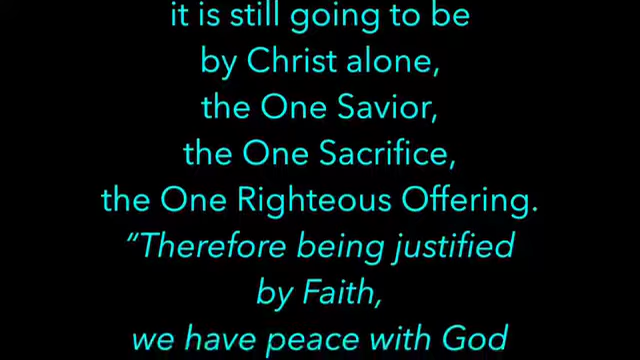 it is still going to be
by Christ alone,
the One Savior,
the One Sacrifice,
the One Righteous Offering.
“Therefore being justified
by Faith,
we have peace with God